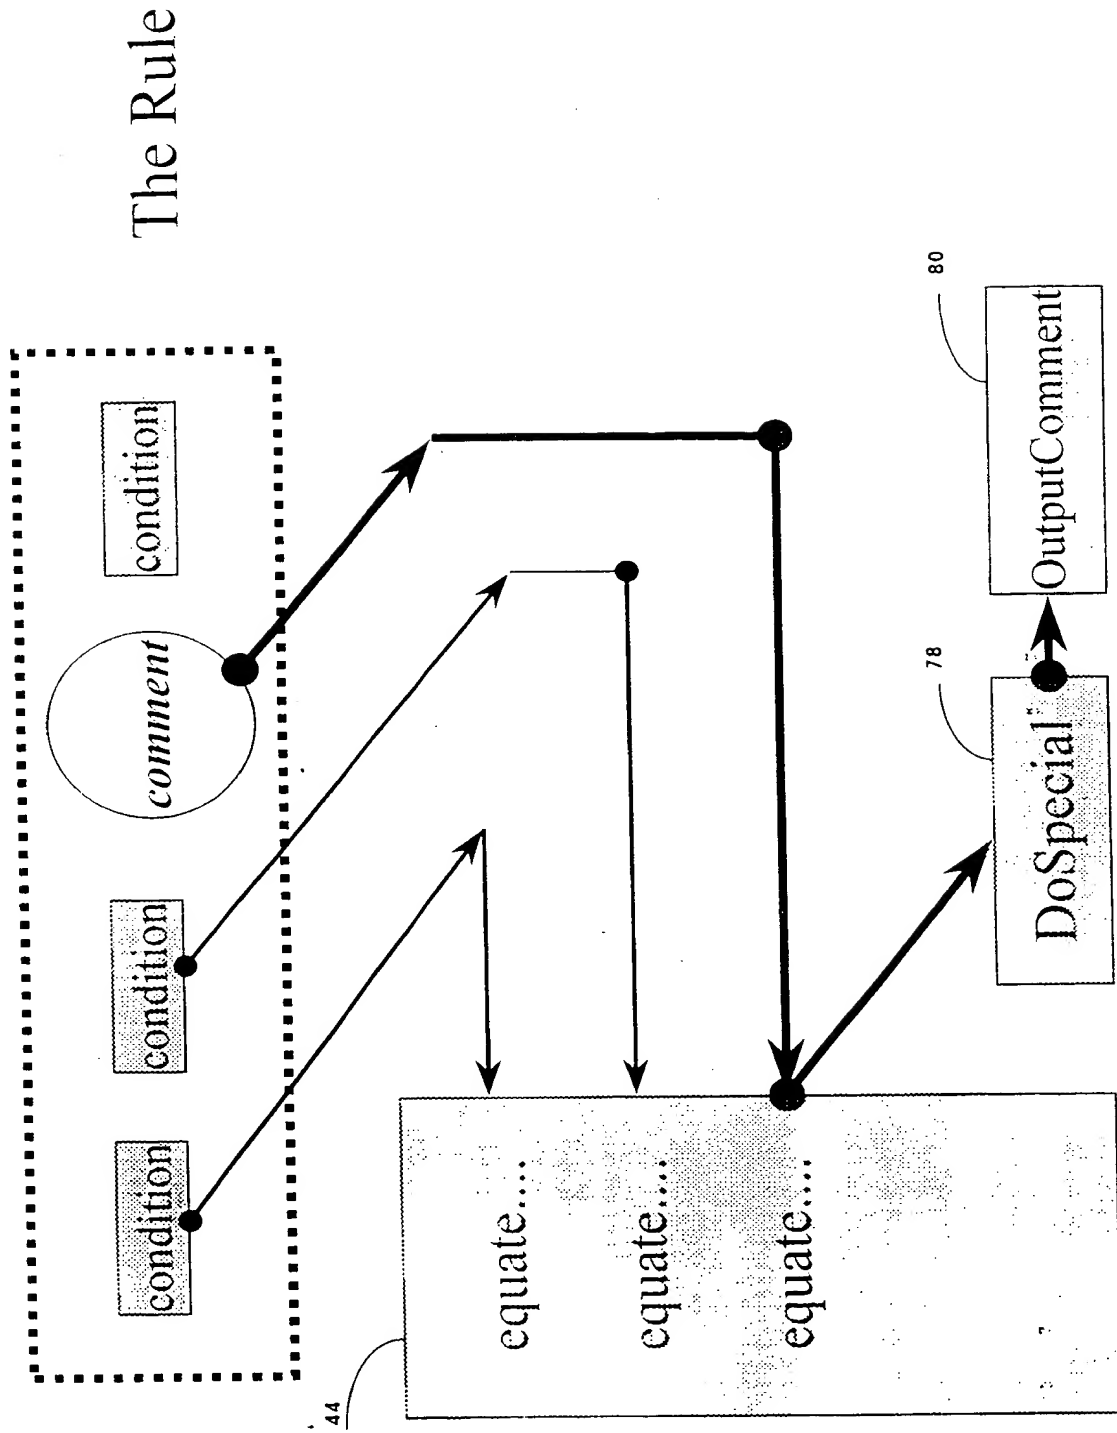 The Rule
condition
condition
comment
condition
44
equate....
equate....
equate....
DoSpecial
78
OutputComment
80